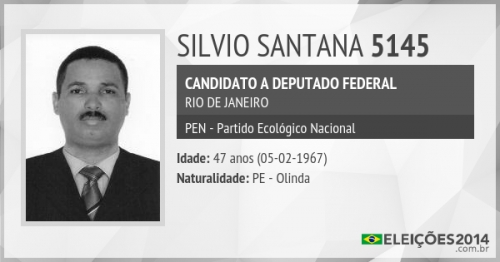 SILVIO SANTANA 5145
CANDIDATO A DEPUTADO FEDERAL
RIO DE JANEIRO
PEN - Partido Ecológico Nacional
Idade: 47 anos (05-02-1967)
Naturalidade: PE - Olinda
ELEIÇÕES2014
.com.br